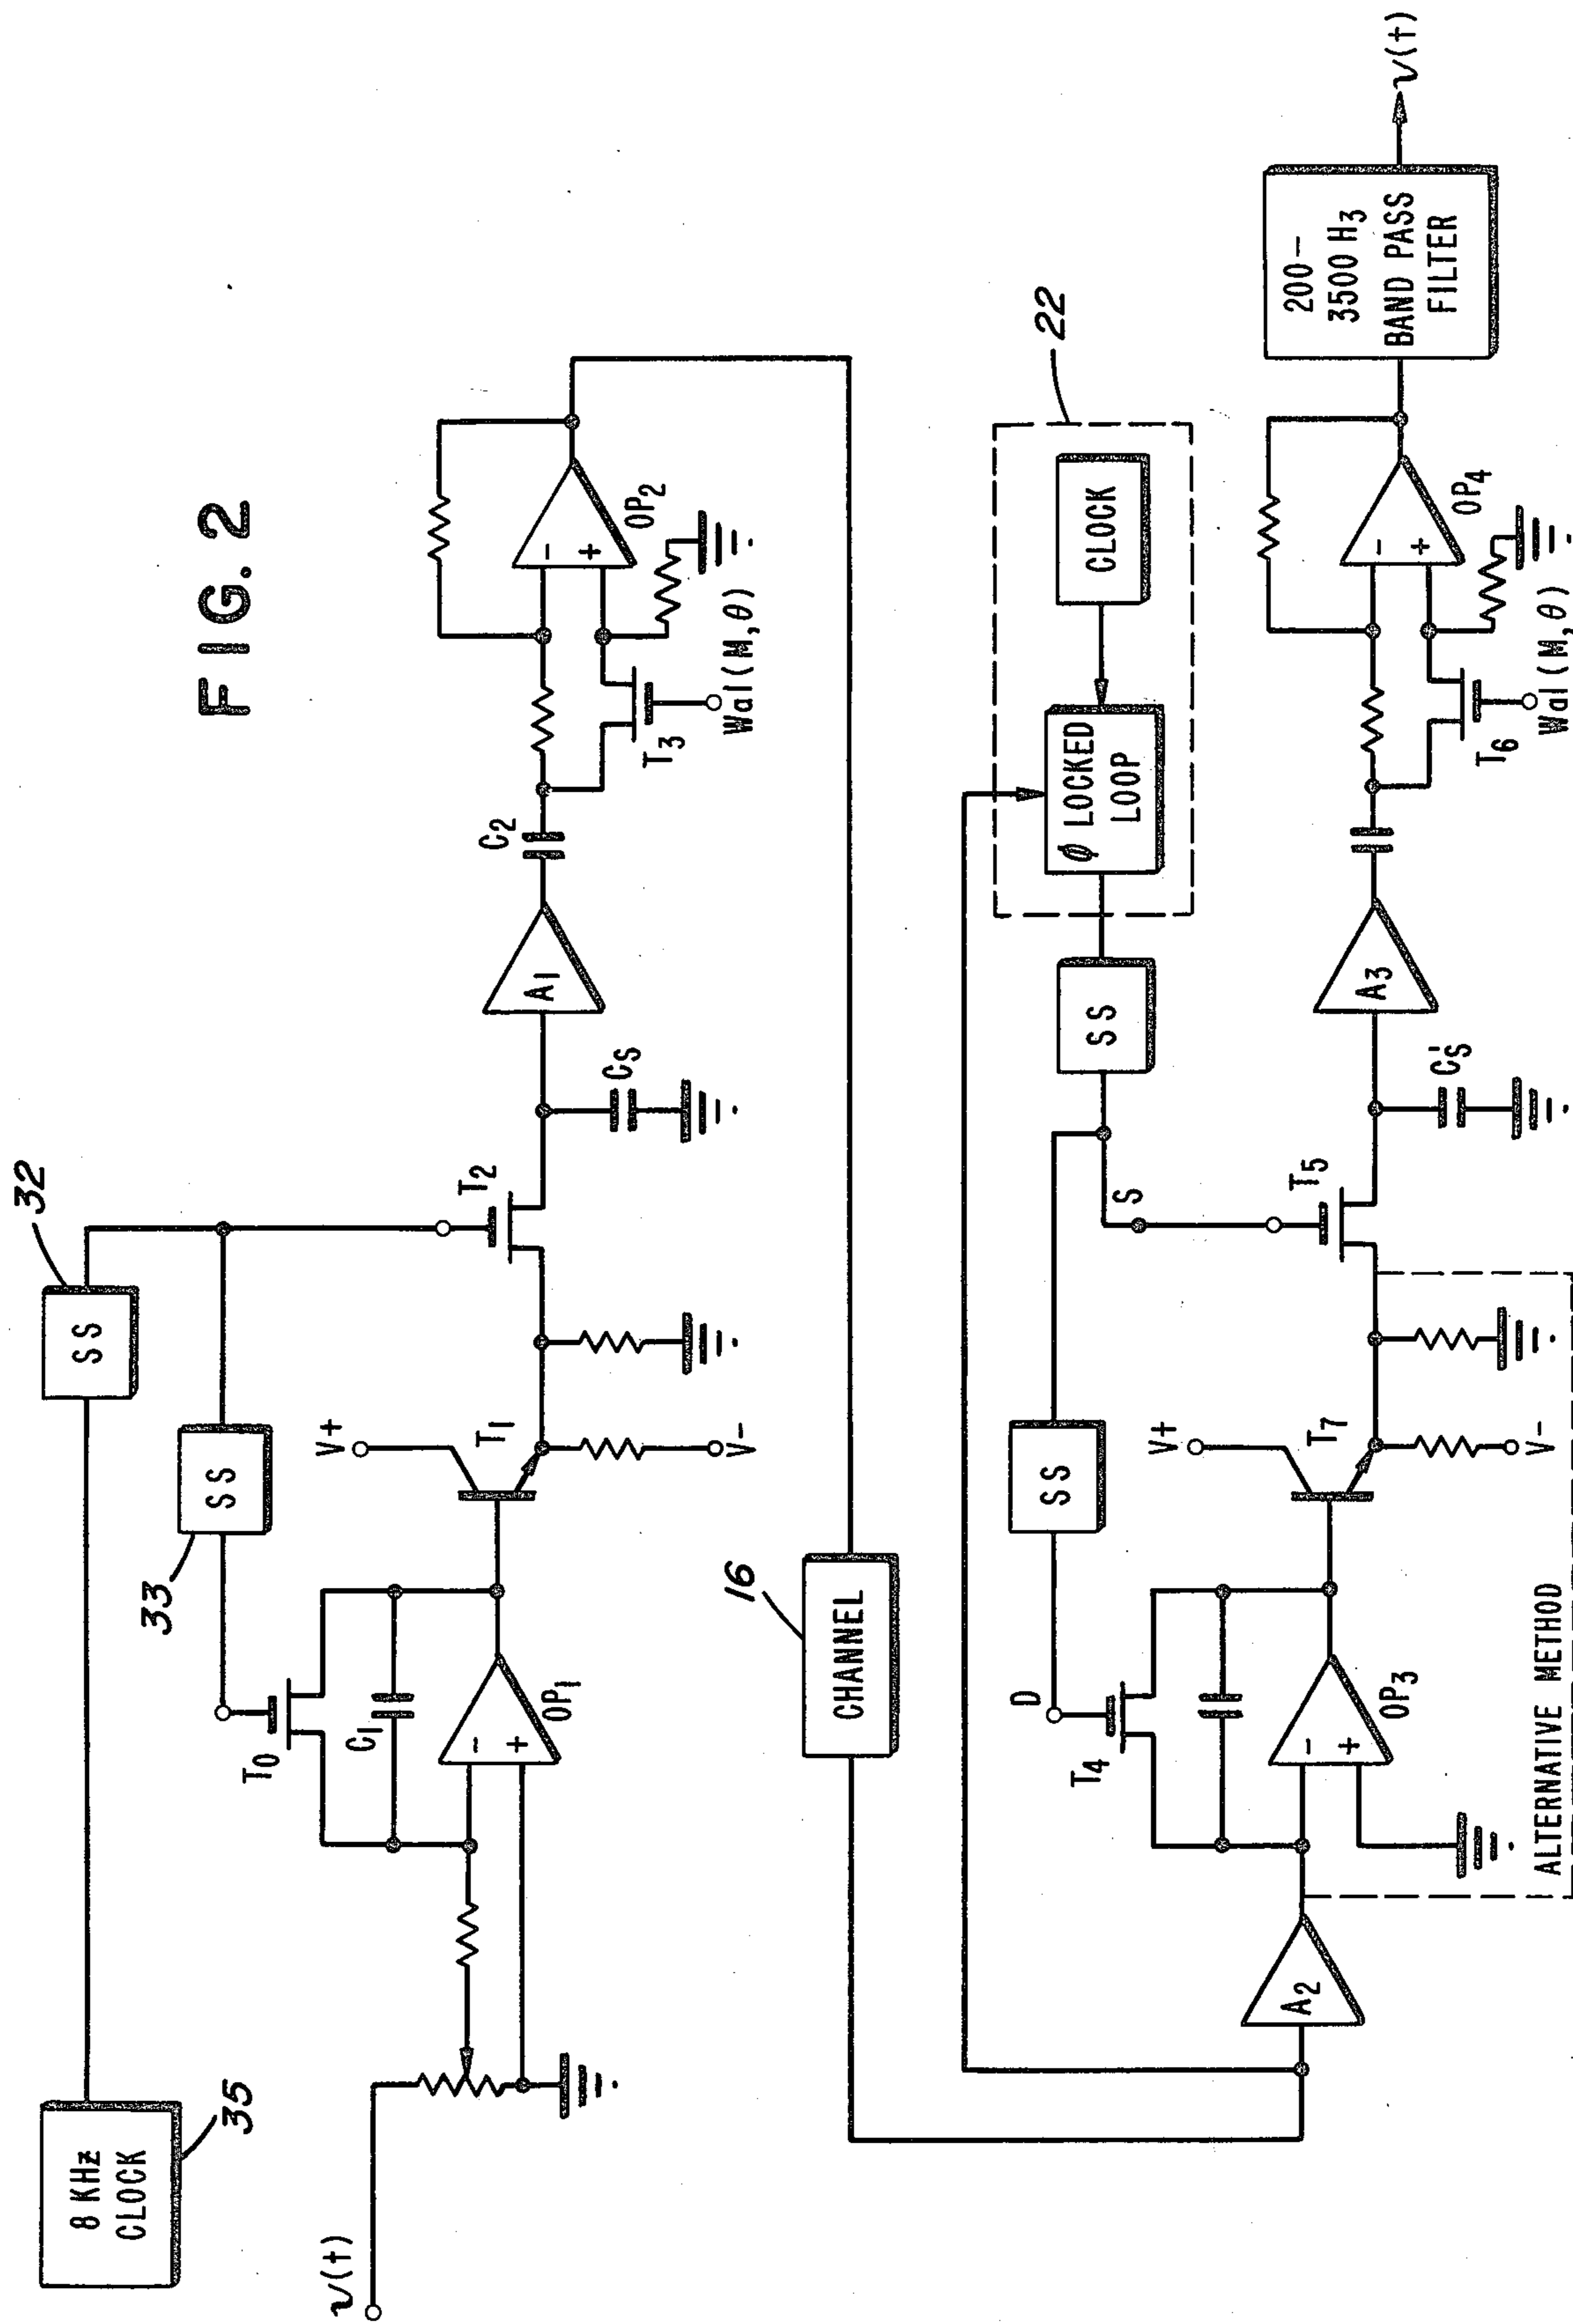 FIG. 2
8 KHz
CLOCK
35
SS
32
SS
33
v(t)
T0
C1
-
+
OP1
V+
T1
V-
T2
CS
A1
C2
T3
Wal(M,θ)
-
+
OP2
CHANNEL
16
A2
D
T4
-
+
OP3
SS
V+
T7
V-
ALTERNATIVE METHOD
S
SS
T5
C'S
A3
ϕ LOCKED
LOOP
CLOCK
22
T6
Wal(M,θ)
-
+
OP4
200-
3500 H3
BAND PASS
FILTER
v(t)